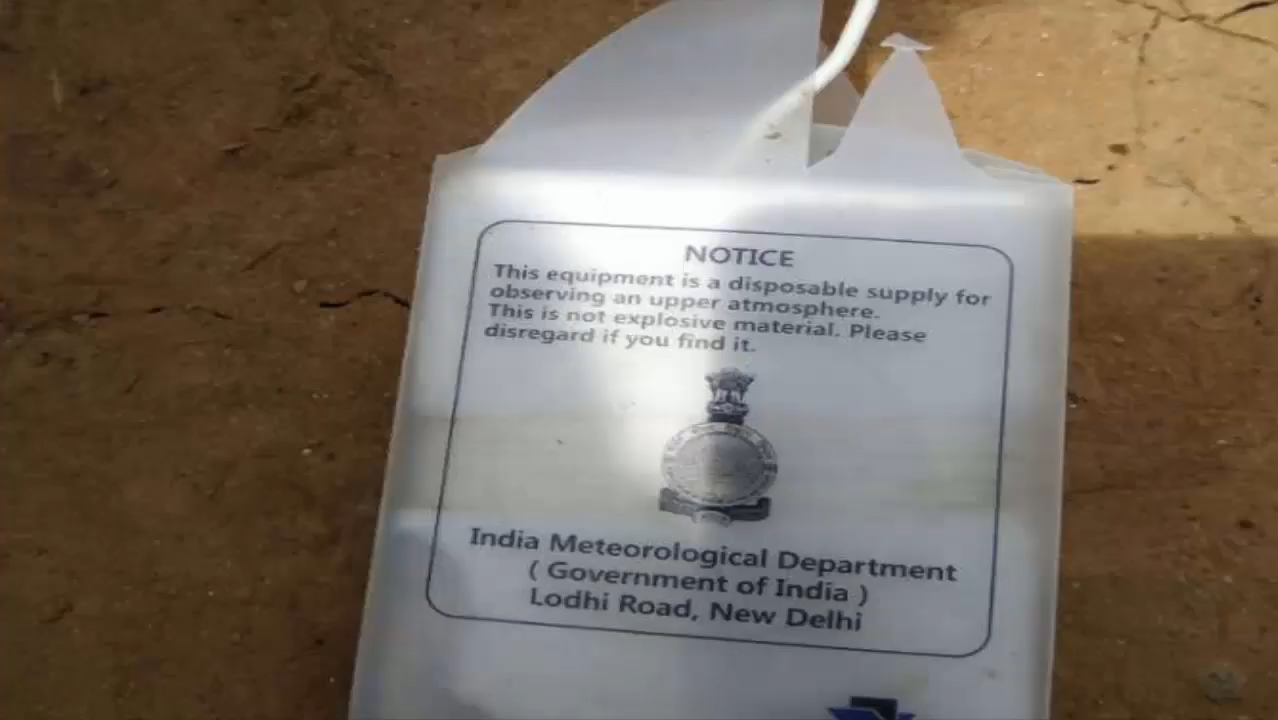 NOTICE
This equipment is a disposable supply for
observing an upper atmosphere.
This is not explosive material. Please
disregard if you find it.
India Meteorological Department
( Government of India )
Lodhi Road, New Delhi